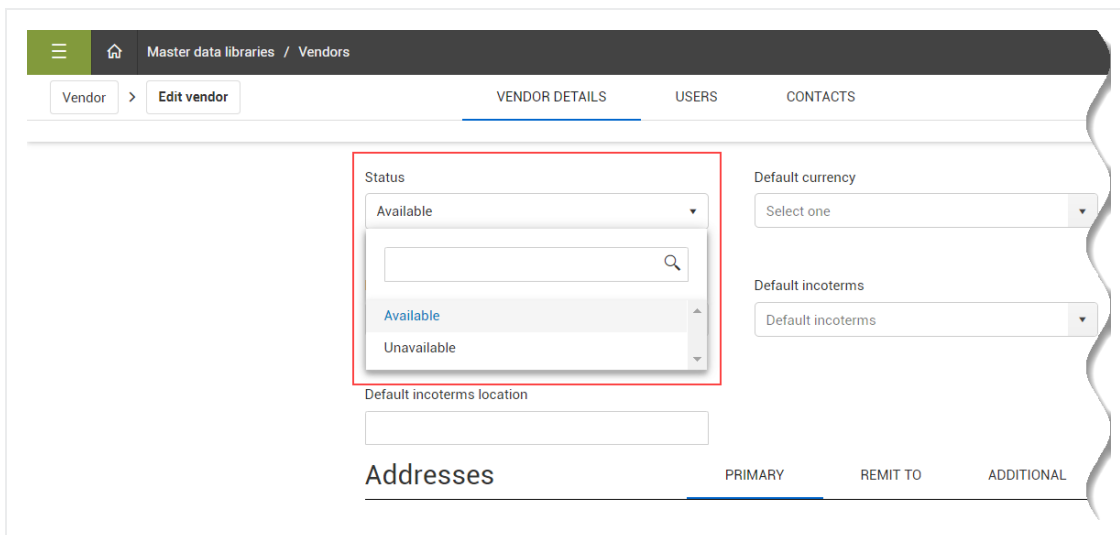 Master data libraries / Vendors
Vendor > Edit vendor
VENDOR DETAILS USERS CONTACTS
Status
Available
Available
Unavailable
Default currency
Select one
Default incoterms
Default incoterms
Default incoterms location
Addresses
PRIMARY REMIT TO ADDITIONAL